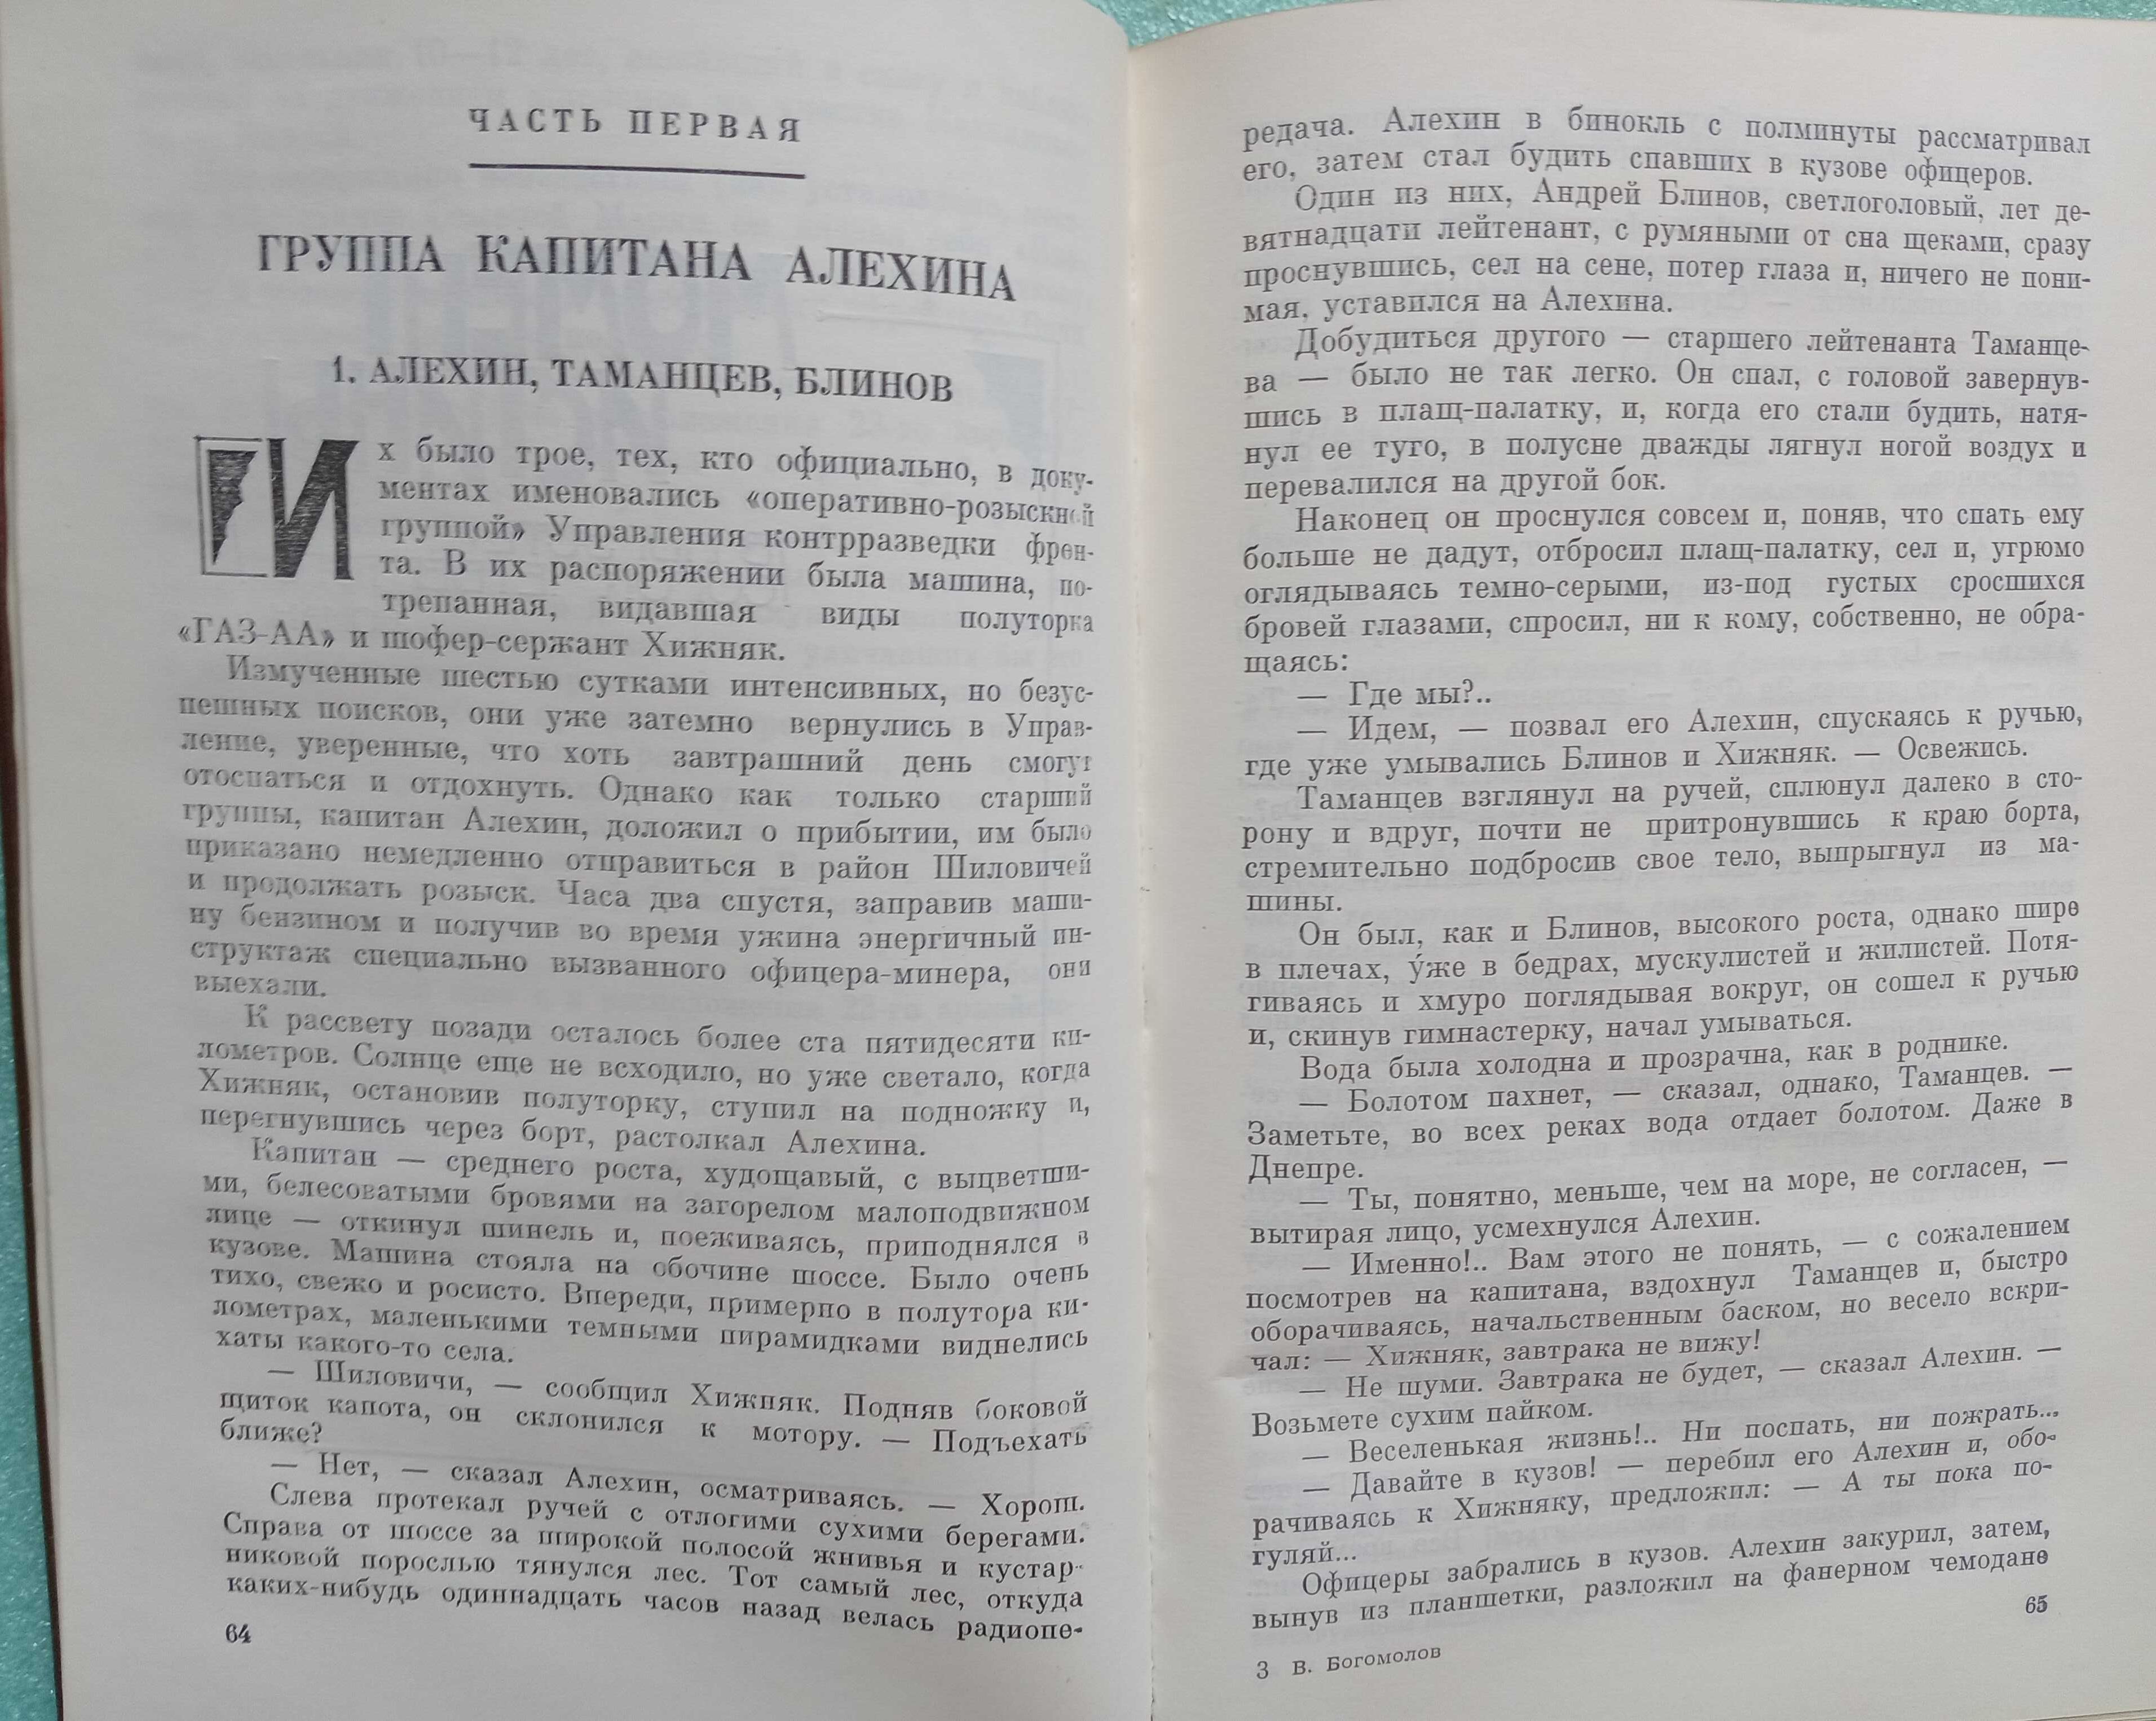 ЧАСТЬ ПЕРВАЯ
ГРУППА КАПИТАНА АЛЕХИНА
1. АЛЕХИН, ТАМАНЦЕВ, БЛИНОВ
Их было трое, тех, кто официально, в доку-
ментах именовались «оперативно-розыскной
группой» Управления контрразведки фрон-
та. В их распоряжении была машина, по-
трепанная, видавшая виды полуторка
«ГАЗ-АА» и шофер-сержант Хижняк.
Измученные шестью сутками интенсивных, но безус-
пешных поисков, они уже затемно вернулись в Управ-
ление, уверенные, что хоть завтрашний день смогут
отоспаться и отдохнуть. Однако как только старший
группы, капитан Алехин, доложил о прибытии, им было
приказано немедленно отправиться в район Шиловичей
и продолжать розыск. Часа два спустя, заправив маши-
ну бензином и получив во время ужина энергичный ин-
структаж специально вызванного офицера-минера, они
выехали.
К рассвету позади осталось более ста пятидесяти ки-
лометров. Солнце еще не всходило, но уже светало, когда
Хижняк, остановив полуторку, ступил на подножку и,
перегнувшись через борт, растолкал Алехина.
Капитан — среднего роста, худощавый, с выцветши-
ми, белесоватыми бровями на загорелом малоподвижном
лице — откинул шинель и, поеживаясь, приподнялся в
кузове. Машина стояла на обочине шоссе. Было очень
тихо, свежо и росисто. Впереди, примерно в полутора ки-
лометрах, маленькими темными пирамидками виднелись
хаты какого-то села.
— Шиловичи, — сообщил Хижняк. Подняв боковой
щиток капота, он склонился к мотору. — Подъехать
ближе?
— Нет, — сказал Алехин, осматриваясь. — Хорош.
Слева протекал ручей с отлогими сухими берегами.
Справа от шоссе за широкой полосой жнивья и кустар-
никовой порослью тянулся лес. Тот самый лес, откуда
каких-нибудь одиннадцать часов назад велась радиопе-
64
редача. Алехин в бинокль с полминуты рассматривал
его, затем стал будить спавших в кузове офицеров.
Один из них, Андрей Блинов, светлоголовый, лет де-
вятнадцати лейтенант, с румяными от сна щеками, сразу
проснувшись, сел на сене, потер глаза и, ничего не пони-
мая, уставился на Алехина.
Добудиться другого — старшего лейтенанта Таманце-
ва — было не так легко. Он спал, с головой завернув-
шись в плащ-палатку, и, когда его стали будить, натя-
нул ее туго, в полусне дважды лягнул ногой воздух и
перевалился на другой бок.
Наконец он проснулся совсем и, поняв, что спать ему
больше не дадут, отбросил плащ-палатку, сел и, угрюмо
оглядываясь темно-серыми, из-под густых сросшихся
бровей глазами, спросил, ни к кому, собственно, не обра-
щаясь:
— Где мы?..
— Идем, — позвал его Алехин, спускаясь к ручью,
где уже умывались Блинов и Хижняк. — Освежись.
Таманцев взглянул на ручей, сплюнул далеко в сто-
рону и вдруг, почти не притронувшись к краю борта,
стремительно подбросив свое тело, выпрыгнул из ма-
шины.
Он был, как и Блинов, высокого роста, однако шире
в плечах, у́же в бедрах, мускулистей и жилистей. Потя-
гиваясь и хмуро поглядывая вокруг, он сошел к ручью
и, скинув гимнастерку, начал умываться.
Вода была холодна и прозрачна, как в роднике.
— Болотом пахнет, — сказал, однако, Таманцев. —
Заметьте, во всех реках вода отдает болотом. Даже в
Днепре.
— Ты, понятно, меньше, чем на море, не согласен, —
вытирая лицо, усмехнулся Алехин.
— Именно!.. Вам этого не понять, — с сожалением
посмотрев на капитана, вздохнул Таманцев и, быстро
оборачиваясь, начальственным баском, но весело вскри-
чал: — Хижняк, завтрака не вижу!
— Не шуми. Завтрака не будет, — сказал Алехин. —
Возьмете сухим пайком.
— Веселенькая жизнь!.. Ни поспать, ни пожрать...
— Давайте в кузов! — перебил его Алехин и, обо-
рачиваясь к Хижняку, предложил: — А ты пока по-
гуляй...
Офицеры забрались в кузов. Алехин закурил, затем,
вынув из планшетки, разложил на фанерном чемодане
65
3 В. Богомолов